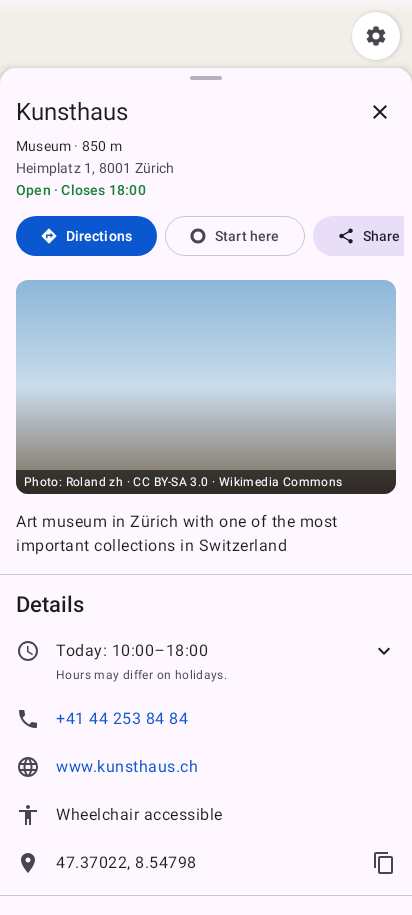 Kunsthaus
Museum · 850 m
Heimplatz 1, 8001 Zürich
Open · Closes 18:00
Directions
Start here
Share
Photo: Roland zh · CC BY-SA 3.0 · Wikimedia Commons
Art museum in Zürich with one of the most
important collections in Switzerland
Details
Today: 10:00–18:00
Hours may differ on holidays.
+41 44 253 84 84
www.kunsthaus.ch
Wheelchair accessible
47.37022, 8.54798